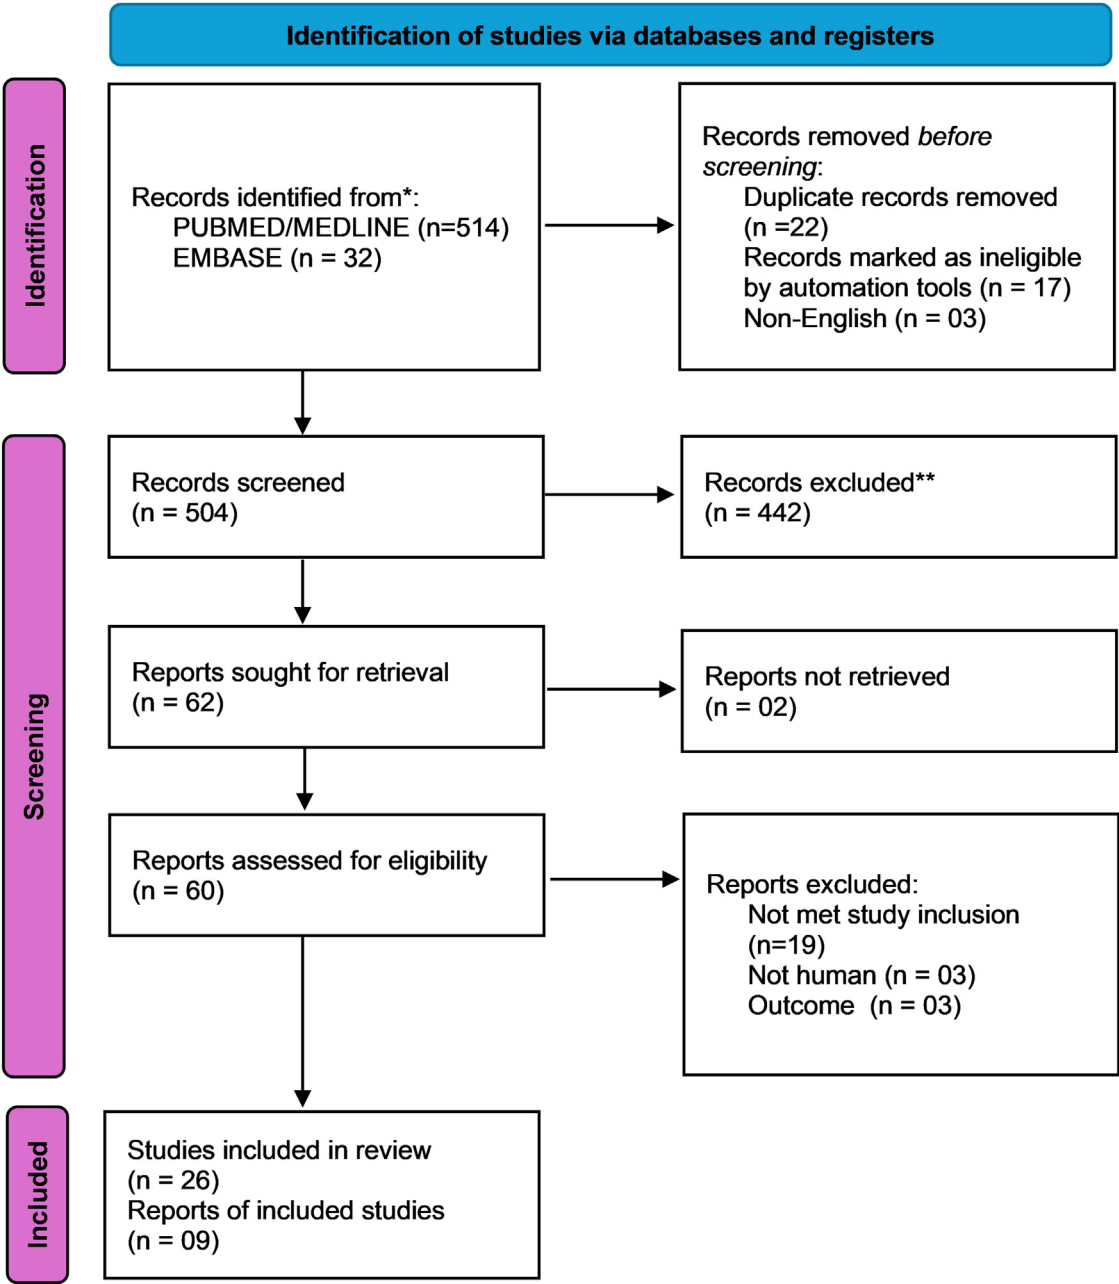 Identification of studies via databases and registers
Identification
Records identified from*:
PUBMED/MEDLINE (n=514)
EMBASE (n = 32)
Records removed before
screening:
Duplicate records removed
(n =22)
Records marked as ineligible
by automation tools (n = 17)
Non-English (n = 03)
Screening
Records screened
(n = 504)
Records excluded**
(n = 442)
Reports sought for retrieval
(n = 62)
Reports not retrieved
(n = 02)
Reports assessed for eligibility
(n = 60)
Reports excluded:
Not met study inclusion
(n=19)
Not human (n = 03)
Outcome  (n = 03)
Included
Studies included in review
(n = 26)
Reports of included studies
(n = 09)